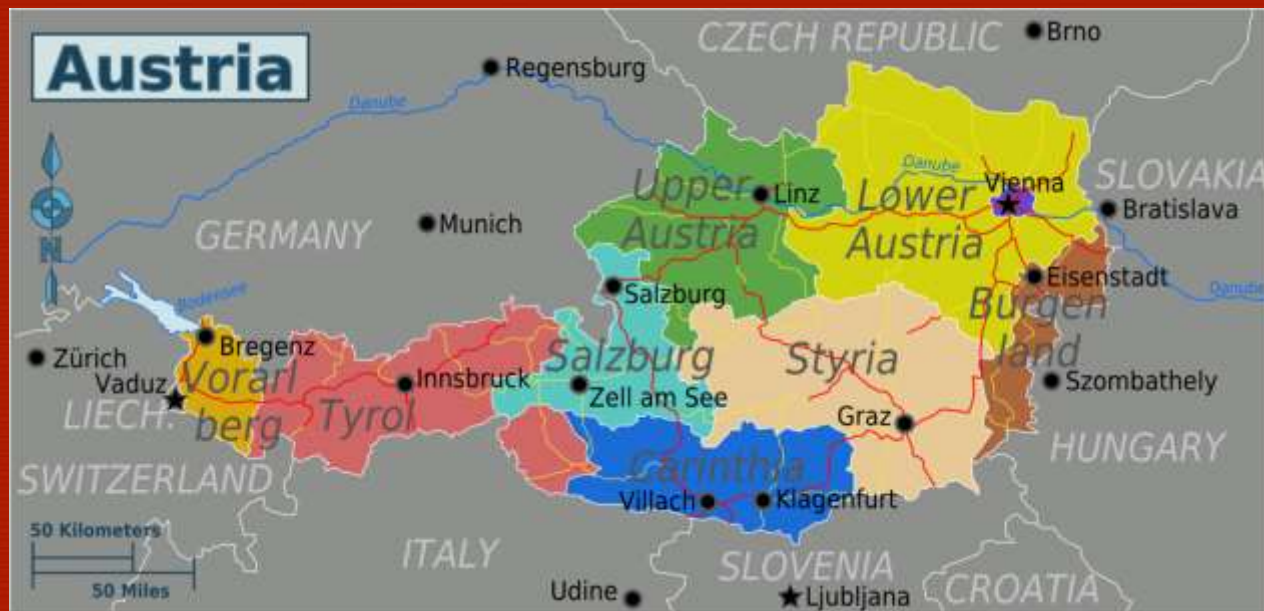 Austria
CZECH REPUBLIC
Brno
Regensburg
Danube
Danube
SLOVAKIA
Upper
Austria
Linz
Lower
Austria
Vienna
Bratislava
Munich
GERMANY
N
Eisenstadt
Danube
Bodensee
Salzburg
Burgen
land
Bregenz
Zürich
Vaduz
Vorarl
berg
LIECH.
Innsbruck
Tyrol
Salzburg
Zell am See
Styria
Szombathely
Graz
HUNGARY
SWITZERLAND
Carinthia
Villach
Klagenfurt
50 Kilometers
50 Miles
ITALY
SLOVENIA
CROATIA
Udine
Ljubljana